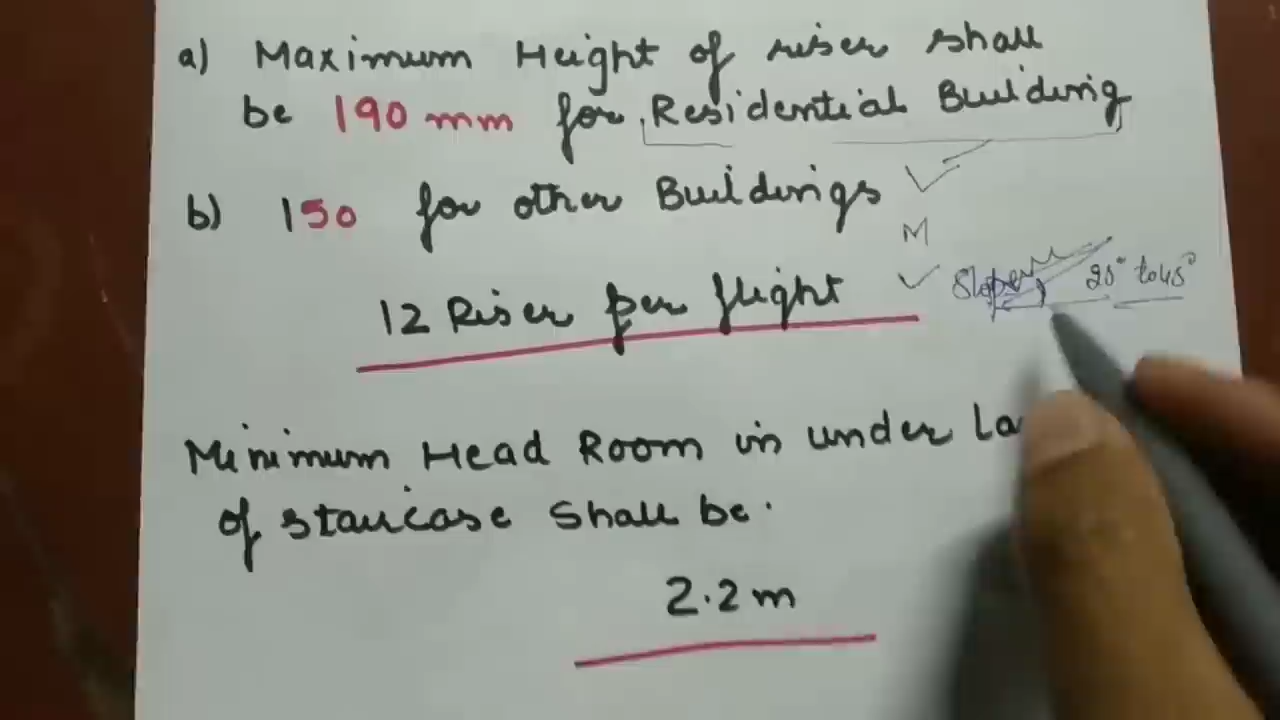 a) Maximum Height of riser shall
be 190 mm for Residential Building
b) 150 for other Buildings
M
12 Riser per flight
Slope 25° to 45°
Minimum Head Room in under La
of staircase Shall be.
2.2 m